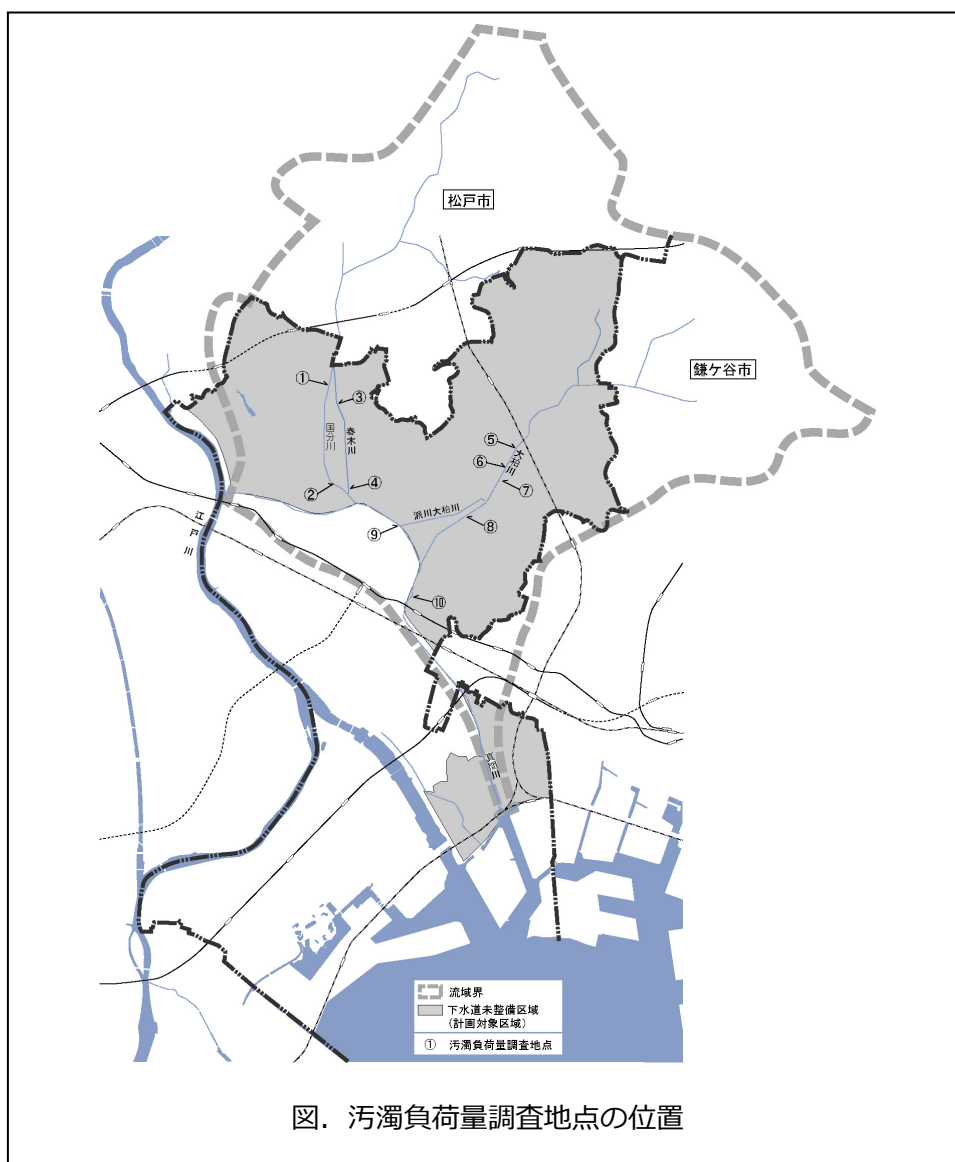 松戸市
鎌ケ谷市
①
③
国分川
春木川
②
④
⑤
大柏川
⑥
⑦
派川大柏川
⑧
⑨
⑩
江戸川
真間川
流域界
下水道未整備区域
(計画対象区域)
① 汚濁負荷量調査地点
図. 汚濁負荷量調査地点の位置